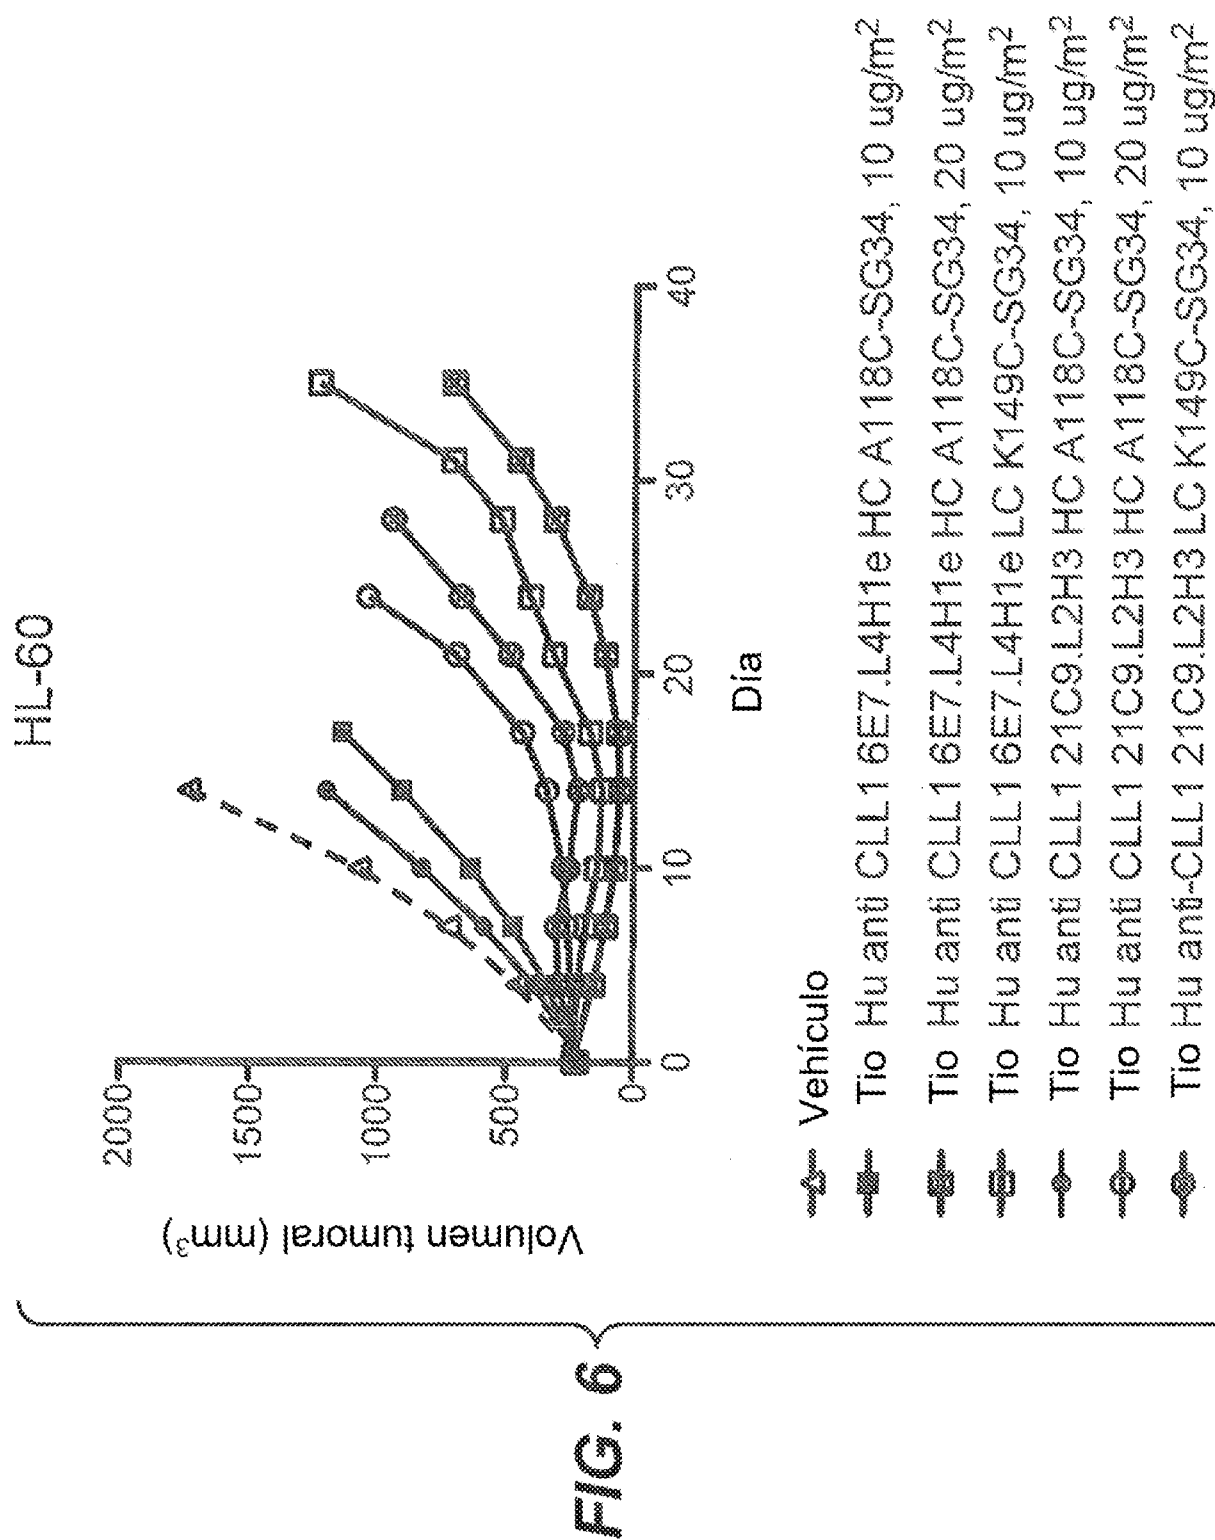 FIG. 6
HL-60
Volumen tumoral (mm³)
2000
1500
1000
500
0
0
10
20
30
40
Día
Vehículo
Tio Hu anti CLL1 6E7.L4H1e HC A118C-SG34, 10 ug/m²
Tio Hu anti CLL1 6E7.L4H1e HC A118C-SG34, 20 ug/m²
Tio Hu anti CLL1 6E7.L4H1e LC K149C-SG34, 10 ug/m²
Tio Hu anti CLL1 21C9.L2H3 HC A118C-SG34, 10 ug/m²
Tio Hu anti CLL1 21C9.L2H3 HC A118C-SG34, 20 ug/m²
Tio Hu anti-CLL1 21C9.L2H3 LC K149C-SG34, 10 ug/m²